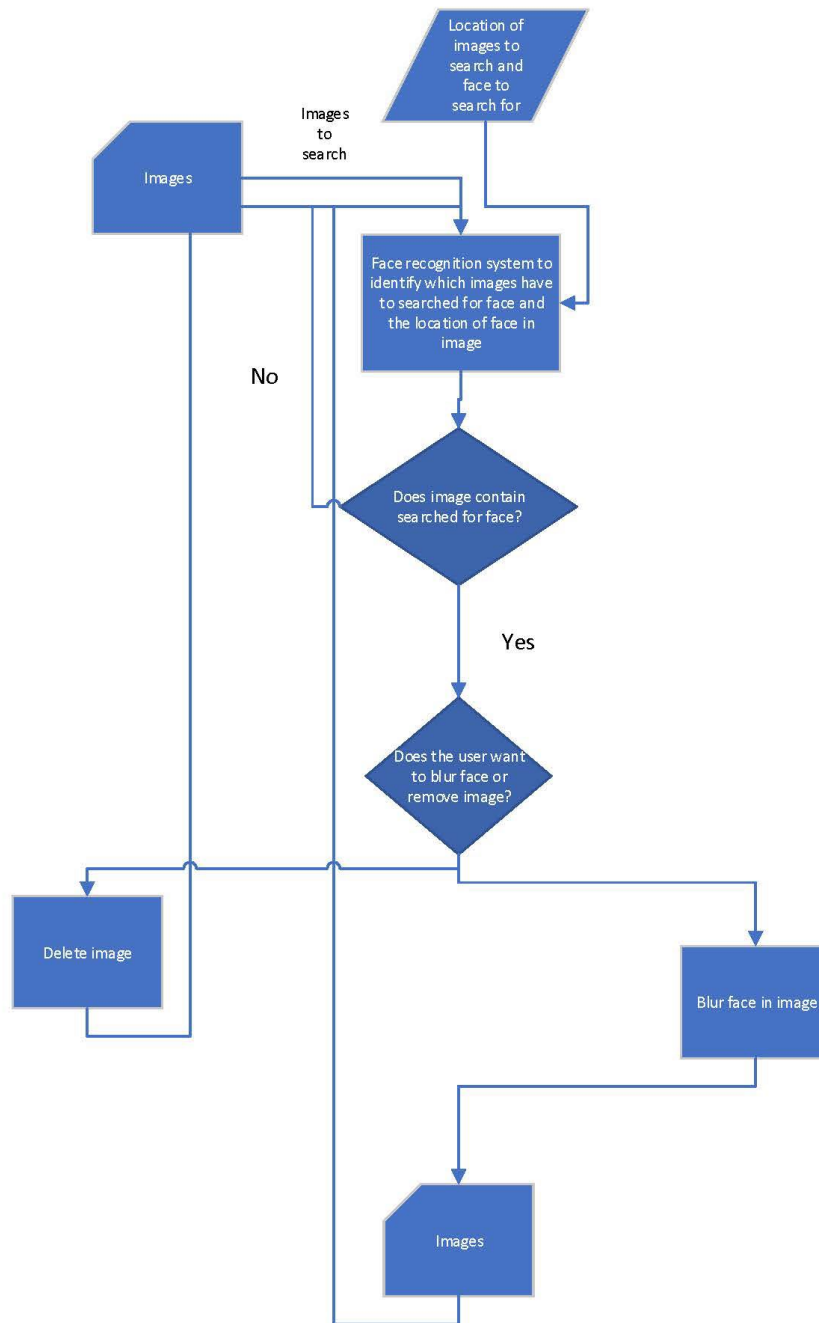 Location of
images to
search and
face to
search for
Images
to
search
Images
Face recognition system to
identify which images have
to searched for face and
the location of face in
image
No
Does image contain
searched for face?
Yes
Does the user want
to blur face or
remove image?
Delete image
Blur face in image
Images